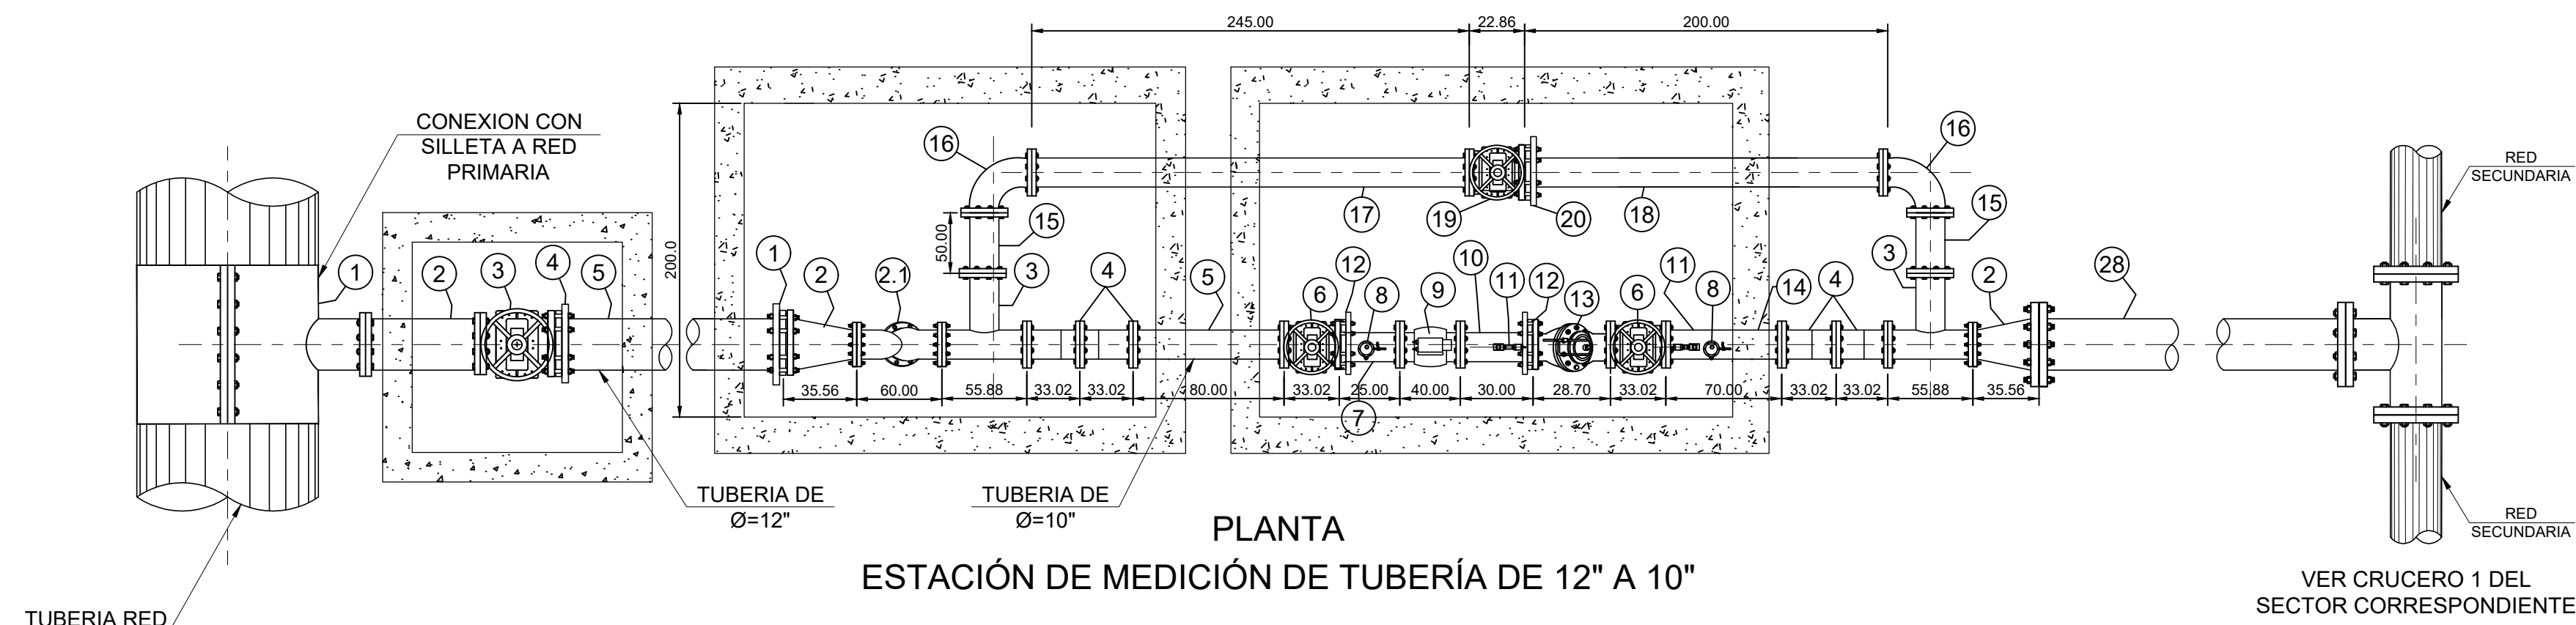 245.00 22.86 200.00
CONEXION CON
SILLETA A RED
PRIMARIA
16 16
RED
SECUNDARIA
200.0
50.00
15 17 19 20 18 15
1 2 3 4 5
1 2 2.1 3 4 5 6 12 8 9 10 11 12 13 6 11 8 14 4 3 2 28
35.56 60.00 55.88 33.02 33.02 80.00 33.02 25.00 40.00 30.00 28.70 33.02 70.00 33.02 33.02 55.88 35.56
7
TUBERIA DE
Ø=12"
TUBERIA DE
Ø=10"
RED
SECUNDARIA
PLANTA
ESTACIÓN DE MEDICIÓN DE TUBERÍA DE 12" A 10"
VER CRUCERO 1 DEL
SECTOR CORRESPONDIENTE
TUBERIA RED